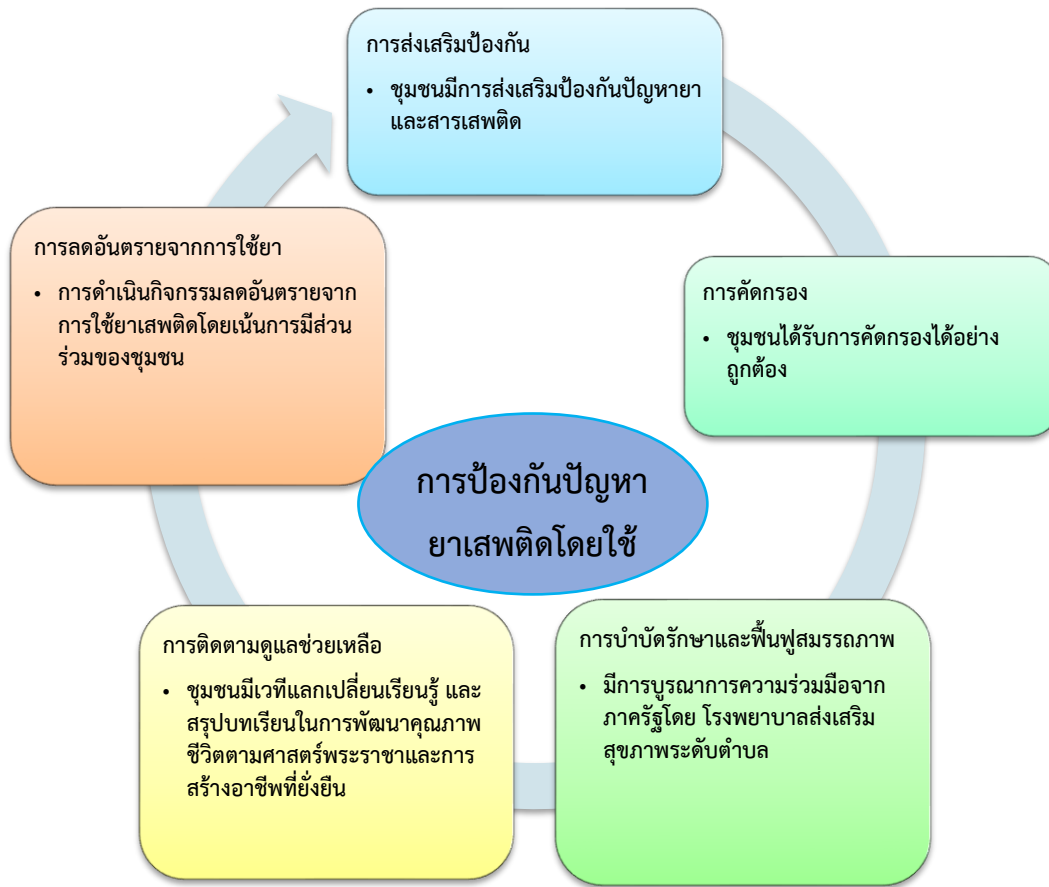 การส่งเสริมป้องกัน
• ชุมชนมีการส่งเสริมป้องกันปัญหายา
และสารเสพติด
การคัดกรอง
• ชุมชนได้รับการคัดกรองได้อย่าง
ถูกต้อง
การบำบัดรักษาและฟื้นฟูสมรรถภาพ
• มีการบูรณาการความร่วมมือจาก
ภาครัฐโดย โรงพยาบาลส่งเสริม
สุขภาพระดับตำบล
การติดตามดูแลช่วยเหลือ
• ชุมชนมีเวทีแลกเปลี่ยนเรียนรู้ และ
สรุปบทเรียนในการพัฒนาคุณภาพ
ชีวิตตามศาสตร์พระราชาและการ
สร้างอาชีพที่ยั่งยืน
การลดอันตรายจากการใช้ยา
• การดำเนินกิจกรรมลดอันตรายจาก
การใช้ยาเสพติดโดยเน้นการมีส่วน
ร่วมของชุมชน
การป้องกันปัญหา
ยาเสพติดโดยใช้